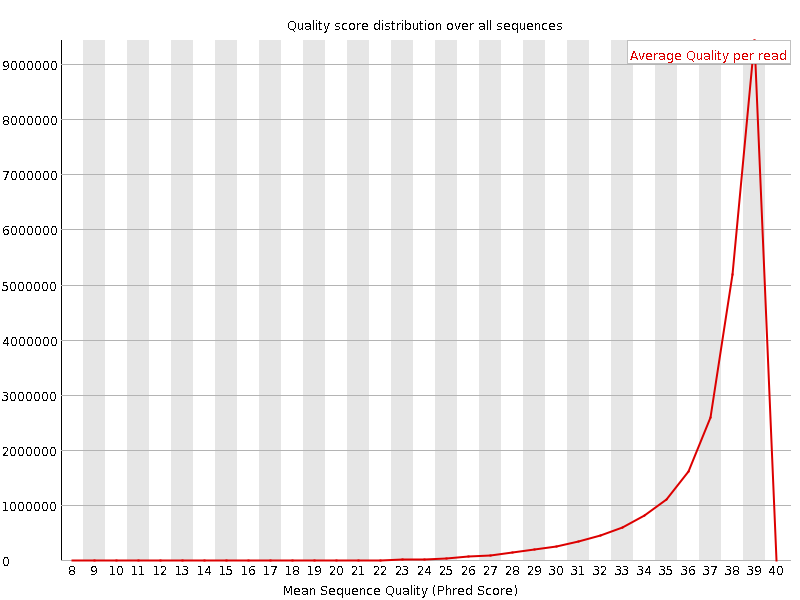 Quality score distribution over all sequences
Average Quality per read
9000000
8000000
7000000
6000000
5000000
4000000
3000000
2000000
1000000
0
8 9 10 11 12 13 14 15 16 17 18 19 20 21 22 23 24 25 26 27 28 29 30 31 32 33 34 35 36 37 38 39 40
Mean Sequence Quality (Phred Score)